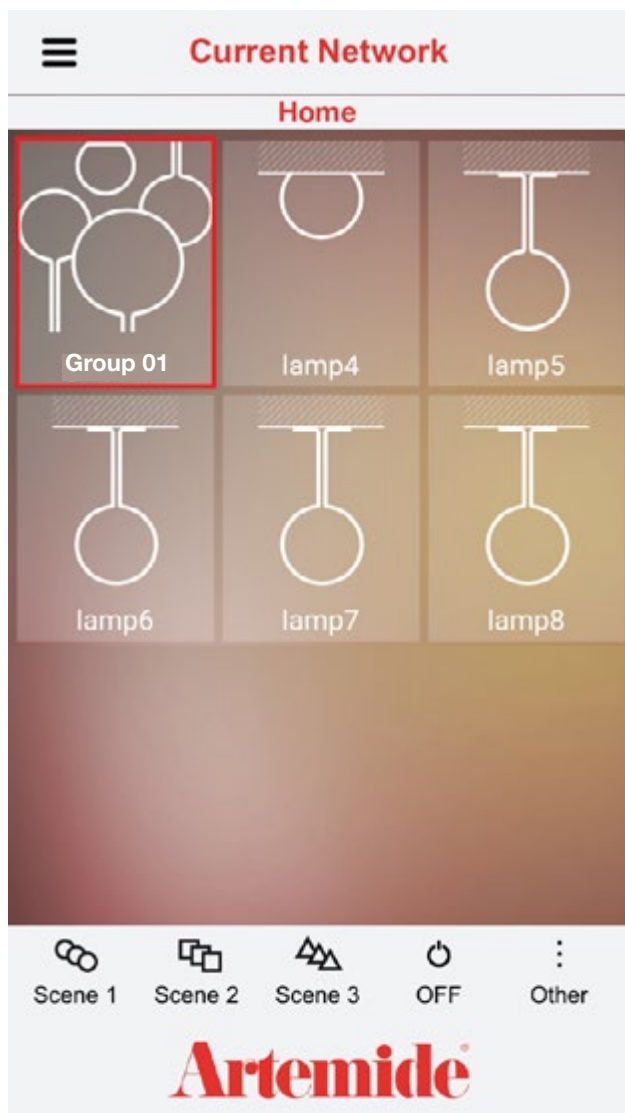 Current Network
Home
Group 01
lamp4
lamp5
lamp6
lamp7
lamp8
Scene 1
Scene 2
Scene 3
OFF
Other
Artemide